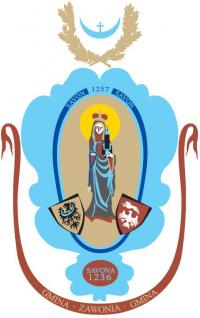 SAVON 1257 SAVON
SAVONA
1236
GMINA · ZAWONIA · GMINA